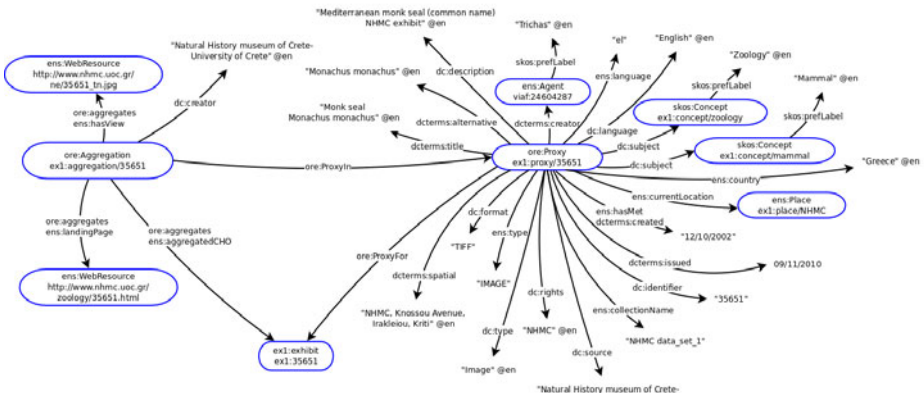 "Mediterranean monk seal (common name)
NHMC exhibit" @en
"Trichas" @en
"el"
"English" @en
"Natural History museum of Crete-
University of Crete" @en
dc:description
skos:prefLabel
ens:language
"Zoology" @en
ens:WebResource
http://www.nhmc.uoc.gr/
ne/35651_tn.jpg
"Monachus monachus" @en
ens:Agent
viaf:24604287
skos:prefLabel
"Mammal" @en
dc:creator
ore:aggregates
ens:hasView
"Monk seal
Monachus monachus" @en
dcterms:alternative
dcterms:creator
dc:language
skos:Concept
ex1:concept/zoology
skos:prefLabel
dcterms:title
dc:subject
skos:Concept
ex1:concept/mammal
ore:Aggregation
ex1:aggregation/35651
ore:ProxyIn
ore:Proxy
ex1:proxy/35651
dc:subject
"Greece" @en
ens:country
ens:currentLocation
ens:Place
ex1:place/NHMC
ore:aggregates
ens:landingPage
ore:aggregates
ens:aggregatedCHO
dc:format
ens:hasMet
dcterms:created
"TIFF"
ens:type
"12/10/2002"
ore:ProxyFor
dcterms:issued
09/11/2010
dcterms:spatial
"IMAGE"
dc:rights
dc:identifier
"35651"
ens:WebResource
http://www.nhmc.uoc.gr/
zoology/35651.html
ens:collectionName
"NHMC, Knossou Avenue,
Irakleiou, Kriti" @en
dc:type
"NHMC" @en
"NHMC data_set_1"
ex1:exhibit
ex1:35651
dc:source
"Image" @en
"Natural History museum of Crete-